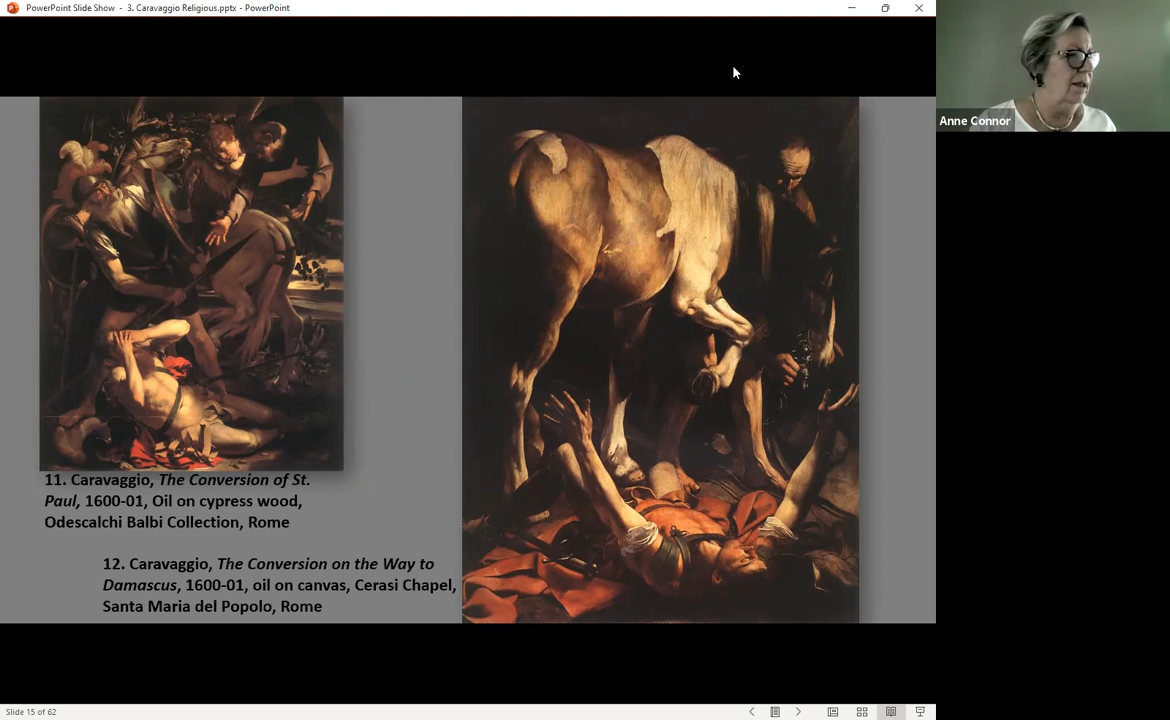 PowerPoint Slide Show - 3. Caravaggio Religious.pptx - PowerPoint
Anne Connor
11. Caravaggio, The Conversion of St.
Paul, 1600-01, Oil on cypress wood,
Odescalchi Balbi Collection, Rome
12. Caravaggio, The Conversion on the Way to
Damascus, 1600-01, oil on canvas, Cerasi Chapel,
Santa Maria del Popolo, Rome
Slide 15 of 62